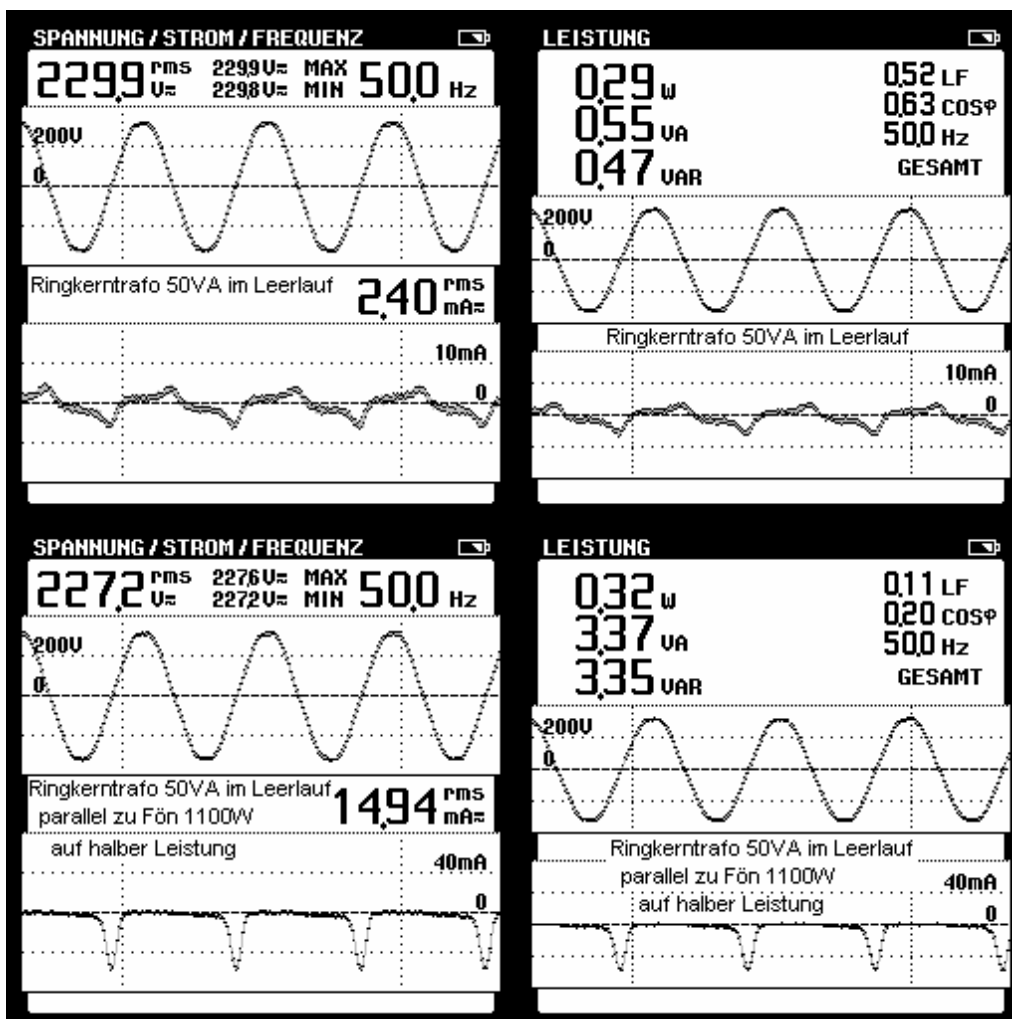 SPANNUNG / STROM / FREQUENZ
229,9 rms V≂ 229,9 V≂ MAX 50,0 Hz
229,8 V≂ MIN
200V
0
Ringkerntrafo 50VA im Leerlauf 2,40 rms mA≂
10mA
0
LEISTUNG
0,29 W 0,52 LF
0,55 VA 0,63 COSφ
0,47 VAR 50,0 Hz
GESAMT
200V
0
Ringkerntrafo 50VA im Leerlauf
10mA
0
SPANNUNG / STROM / FREQUENZ
227,2 rms V≂ 227,6 V≂ MAX 50,0 Hz
227,2 V≂ MIN
200V
0
Ringkerntrafo 50VA im Leerlauf 14,94 rms mA≂
parallel zu Fön 1100W
auf halber Leistung
40mA
0
LEISTUNG
0,32 W 0,11 LF
3,37 VA 0,20 COSφ
3,35 VAR 50,0 Hz
GESAMT
200V
0
Ringkerntrafo 50VA im Leerlauf
parallel zu Fön 1100W
auf halber Leistung
40mA
0